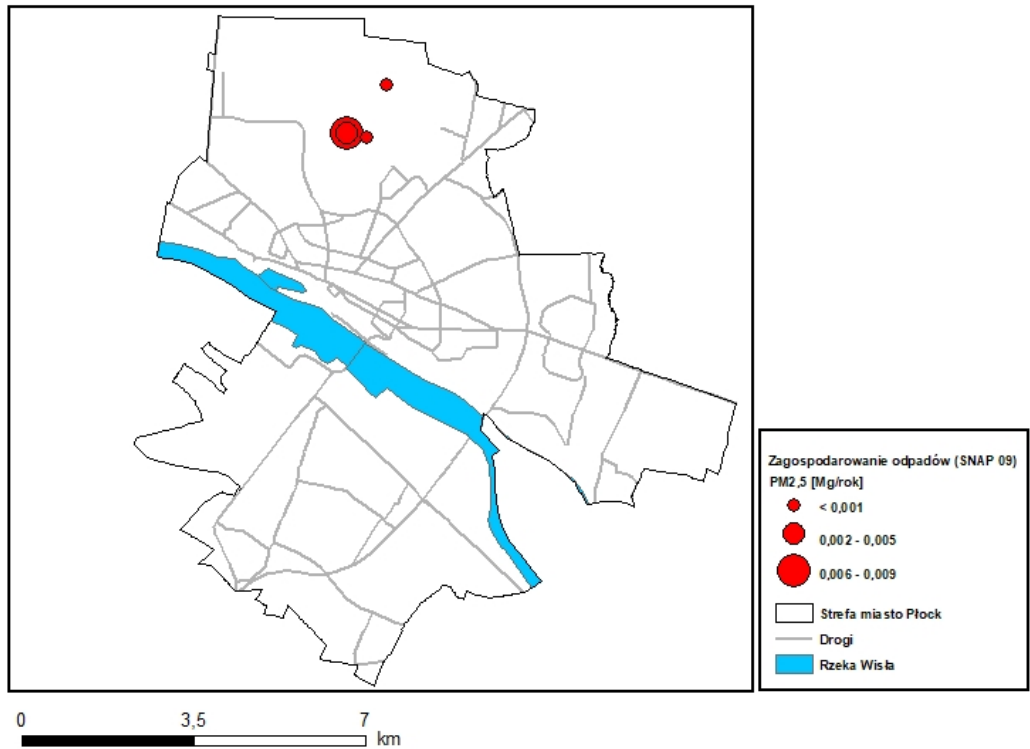 Zagospodarowanie odpadów (SNAP 09)
PM2,5 [Mg/rok]
< 0,001
0,002 - 0,005
0,006 - 0,009
Strefa miasto Płock
Drogi
Rzeka Wisła
0 3,5 7
km